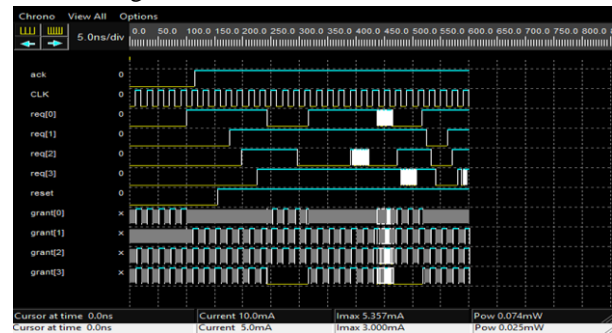 Chrono View All Options
5.0ns/div 0.0 50.0 100.0 150.0 200.0 250.0 300.0 350.0 400.0 450.0 500.0 550.0 600.0 650.0 700.0 750.0 800.0
ack 0
CLK 0
req[0] 0
req[1] 0
req[2] 0
req[3] 0
reset 0
grant[0] x
grant[1] x
grant[2] x
grant[3] x
Cursor at time 0.0ns Current 10.0mA Imax 5.357mA Pow 0.074mW
Cursor at time 0.0ns Current 5.0mA Imax 3.000mA Pow 0.025mW